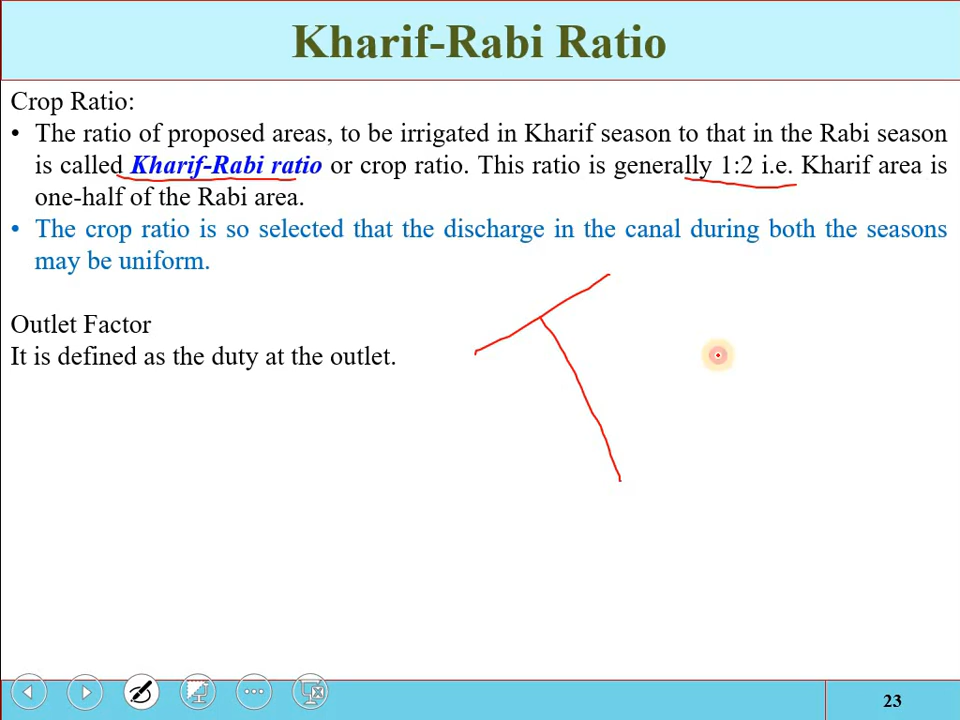 Kharif-Rabi Ratio
Crop Ratio:
• The ratio of proposed areas, to be irrigated in Kharif season to that in the Rabi season
is called Kharif-Rabi ratio or crop ratio. This ratio is generally 1:2 i.e. Kharif area is
one-half of the Rabi area.
• The crop ratio is so selected that the discharge in the canal during both the seasons
may be uniform.
Outlet Factor
It is defined as the duty at the outlet.
23